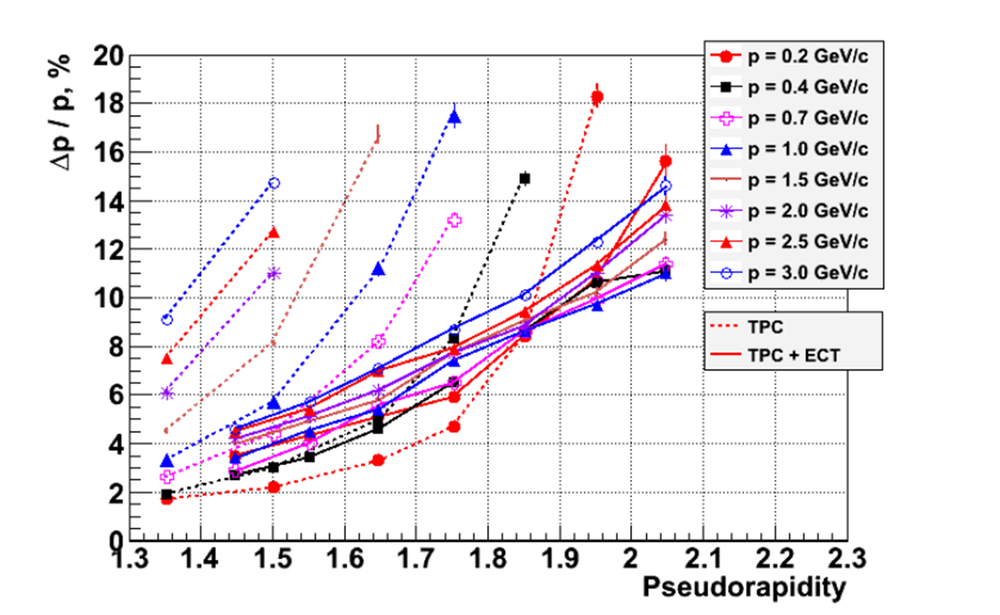 Δp / p, %
20
18
16
14
12
10
8
6
4
2
0
1.3 1.4 1.5 1.6 1.7 1.8 1.9 2 2.1 2.2 2.3
Pseudorapidity
p = 0.2 GeV/c
p = 0.4 GeV/c
p = 0.7 GeV/c
p = 1.0 GeV/c
p = 1.5 GeV/c
p = 2.0 GeV/c
p = 2.5 GeV/c
p = 3.0 GeV/c
TPC
TPC + ECT